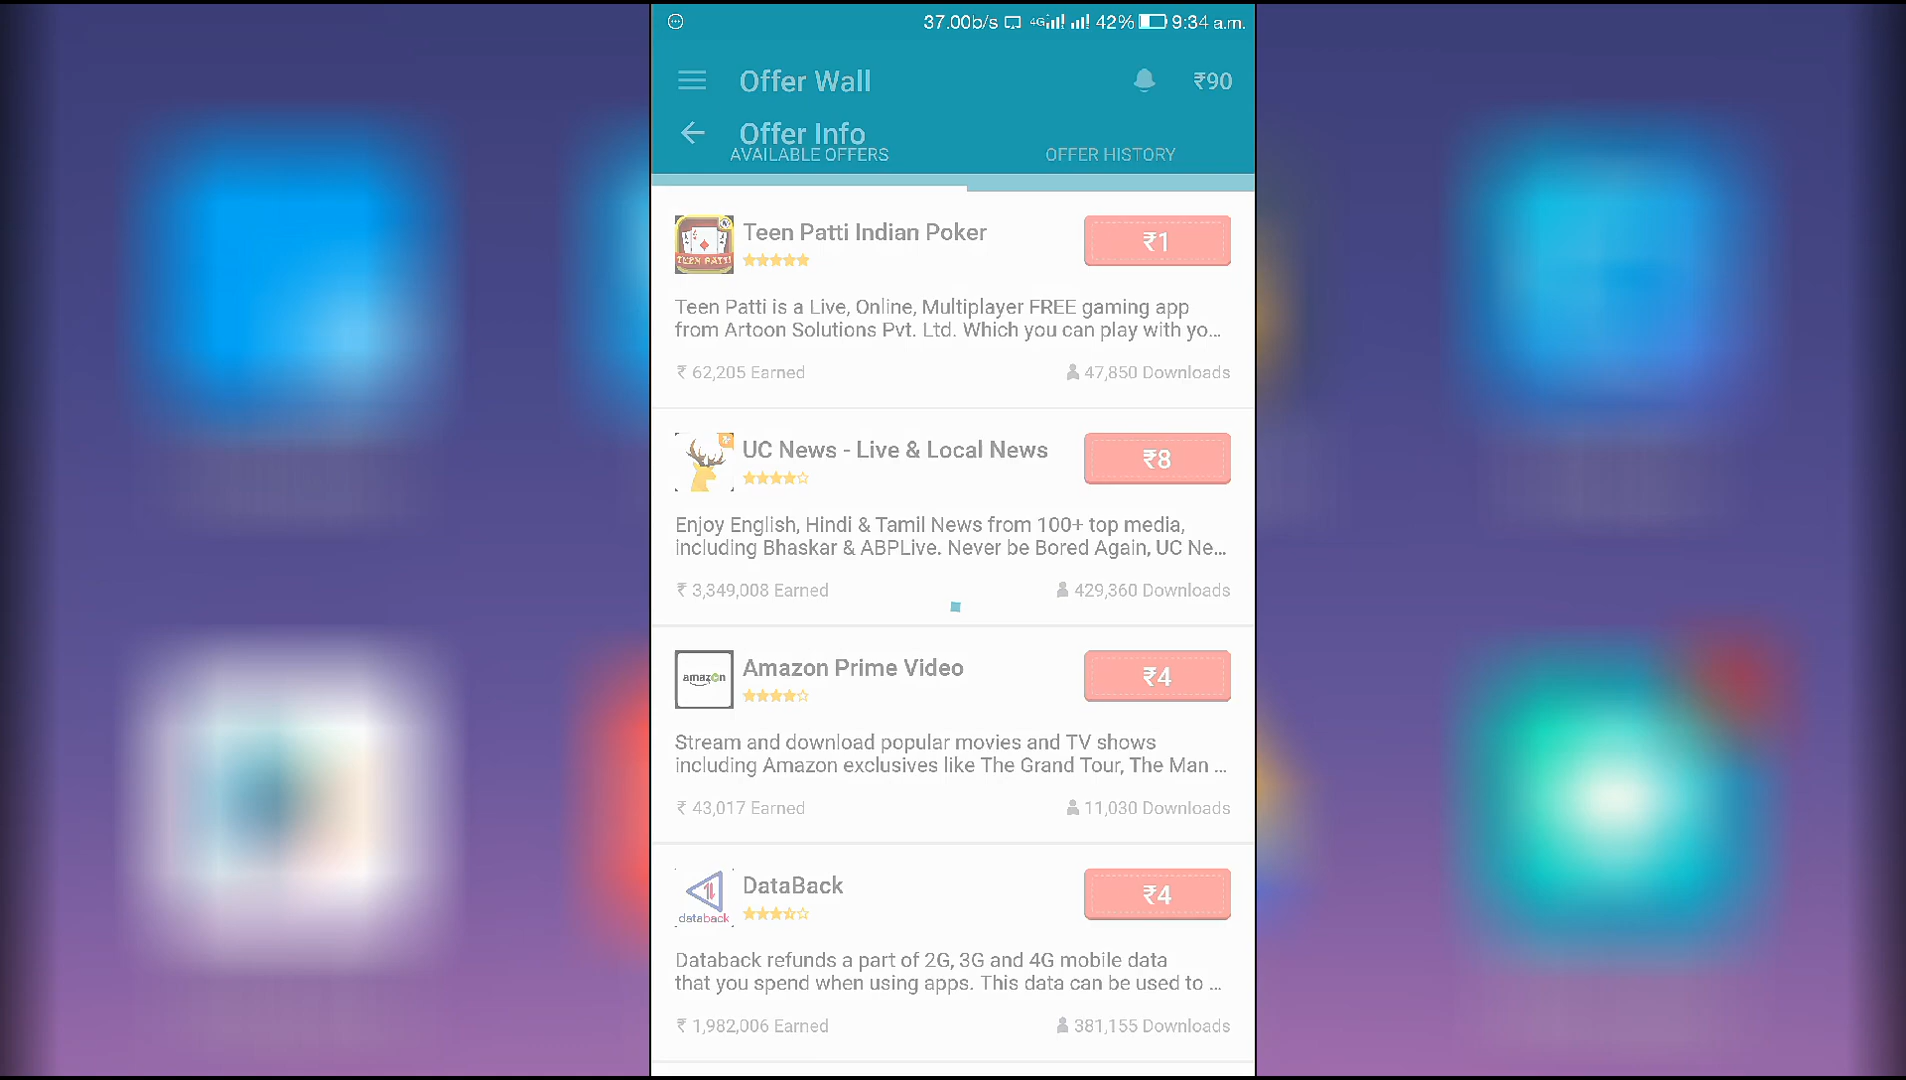 37.00b/s 4G 42% 9:34 a.m.
Offer Wall ₹90
Offer Info
AVAILABLE OFFERS OFFER HISTORY
Teen Patti Indian Poker ₹1
TEEN PATTI
Teen Patti is a Live, Online, Multiplayer FREE gaming app
from Artoon Solutions Pvt. Ltd. Which you can play with yo...
₹ 62,205 Earned 47,850 Downloads
UC News - Live & Local News ₹8
Enjoy English, Hindi & Tamil News from 100+ top media,
including Bhaskar & ABPLive. Never be Bored Again, UC Ne...
₹ 3,349,008 Earned 429,360 Downloads
Amazon Prime Video ₹4
amazon
Stream and download popular movies and TV shows
including Amazon exclusives like The Grand Tour, The Man ...
₹ 43,017 Earned 11,030 Downloads
DataBack ₹4
databack
Databack refunds a part of 2G, 3G and 4G mobile data
that you spend when using apps. This data can be used to ...
₹ 1,982,006 Earned 381,155 Downloads